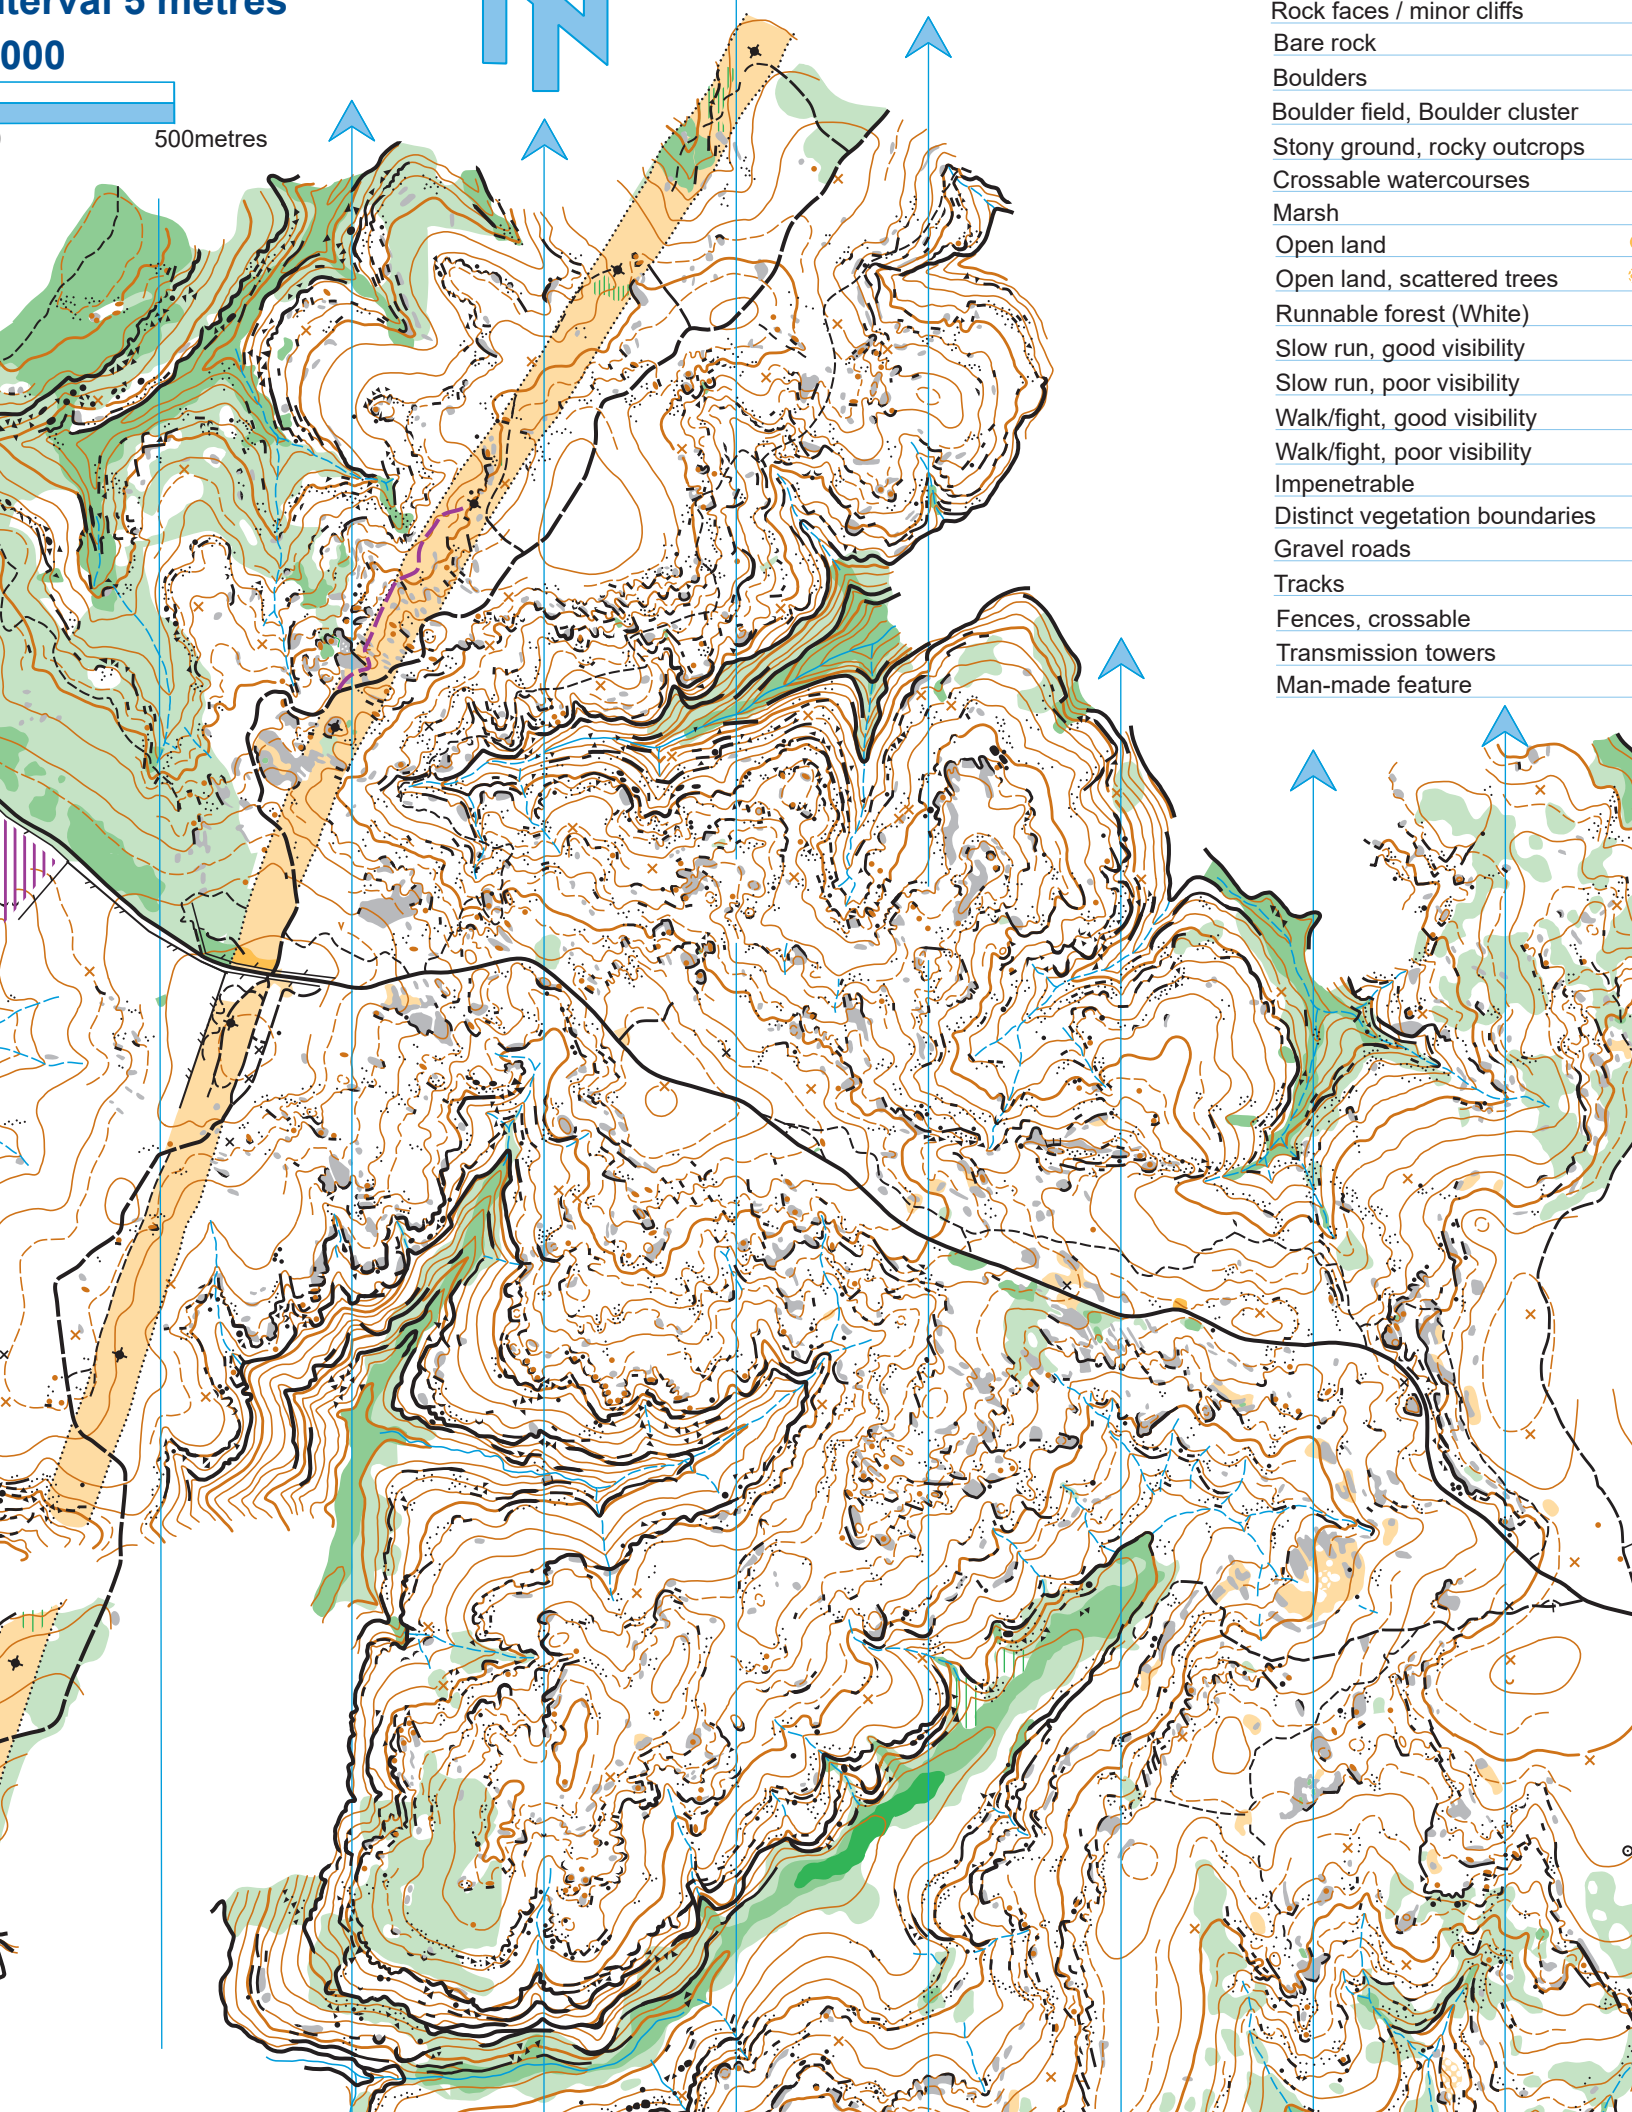 interval 5 metres
000
500metres
N
Rock faces / minor cliffs
Bare rock
Boulders
Boulder field, Boulder cluster
Stony ground, rocky outcrops
Crossable watercourses
Marsh
Open land
Open land, scattered trees
Runnable forest (White)
Slow run, good visibility
Slow run, poor visibility
Walk/fight, good visibility
Walk/fight, poor visibility
Impenetrable
Distinct vegetation boundaries
Gravel roads
Tracks
Fences, crossable
Transmission towers
Man-made feature